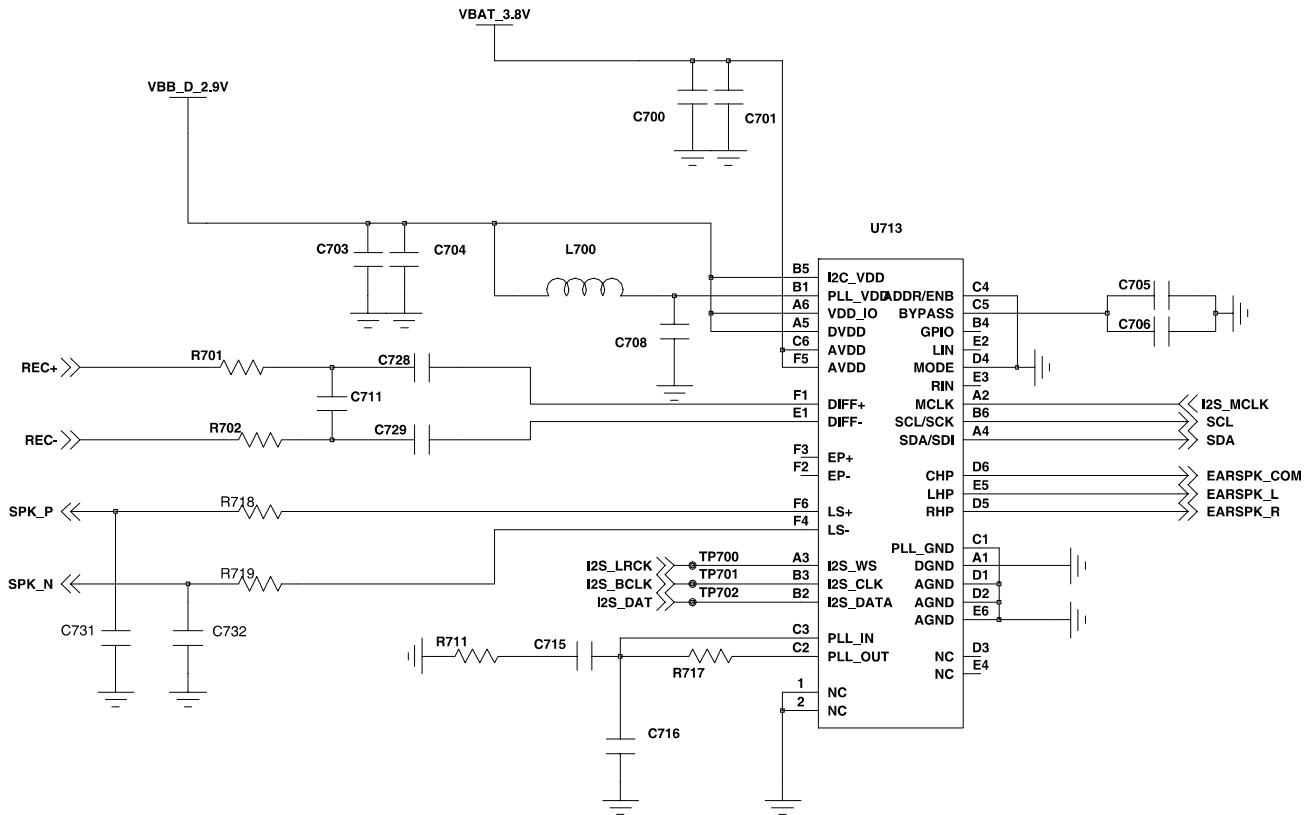 VBAT_3.8V
VBB_D_2.9V
C700
C701
C703
C704
L700
C708
U713
B5 I2C_VDD
B1 PLL_VDD
A6 VDD_IO
A5 DVDD
C6 AVDD
F5 AVDD
F1 DIFF+
E1 DIFF-
F3 EP+
F2 EP-
F6 LS+
F4 LS-
A3 I2S_WS
B3 I2S_CLK
B2 I2S_DATA
C3 PLL_IN
C2 PLL_OUT
1 NC
2 NC
ADDR/ENB C4
BYPASS C5
GPIO B4
LIN E2
MODE D4
RIN E3
MCLK A2
SCL/SCK B6
SDA/SDI A4
CHP D6
LHP E5
RHP D5
PLL_GND C1
DGND A1
AGND D1
AGND D2
AGND E6
NC D3
NC E4
C705
C706
I2S_MCLK
SCL
SDA
EARSPK_COM
EARSPK_L
EARSPK_R
REC+
R701
C728
C711
REC-
R702
C729
SPK_P
R718
SPK_N
R719
C731
C732
I2S_LRCK TP700
I2S_BCLK TP701
I2S_DAT TP702
R711
C715
R717
C716